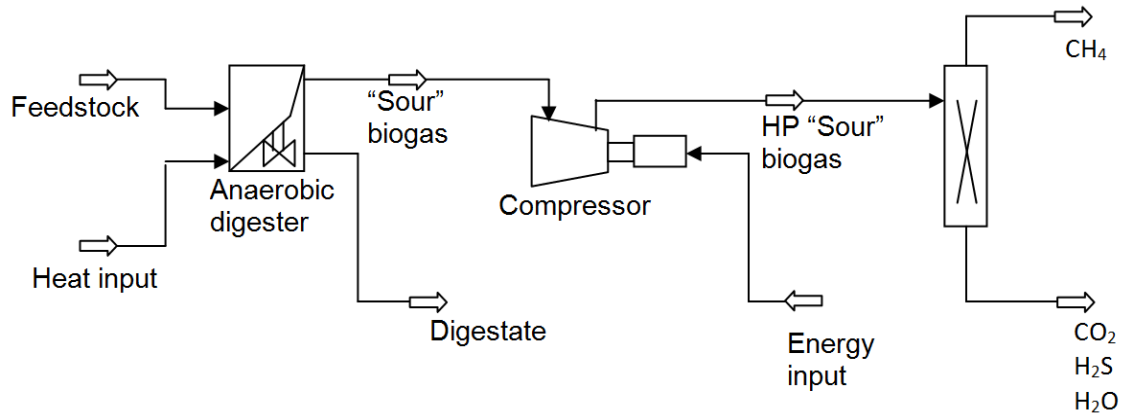 Feedstock
Heat input
Anaerobic
digester
“Sour”
biogas
Digestate
Compressor
HP “Sour”
biogas
Energy
input
CH₄
CO₂
H₂S
H₂O